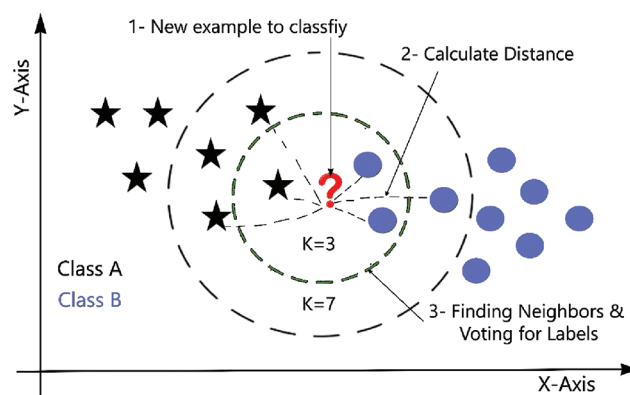 1- New example to classfiy
2- Calculate Distance
Y-Axis
?
K=3
Class A
Class B
K=7
3- Finding Neighbors &
Voting for Labels
X-Axis